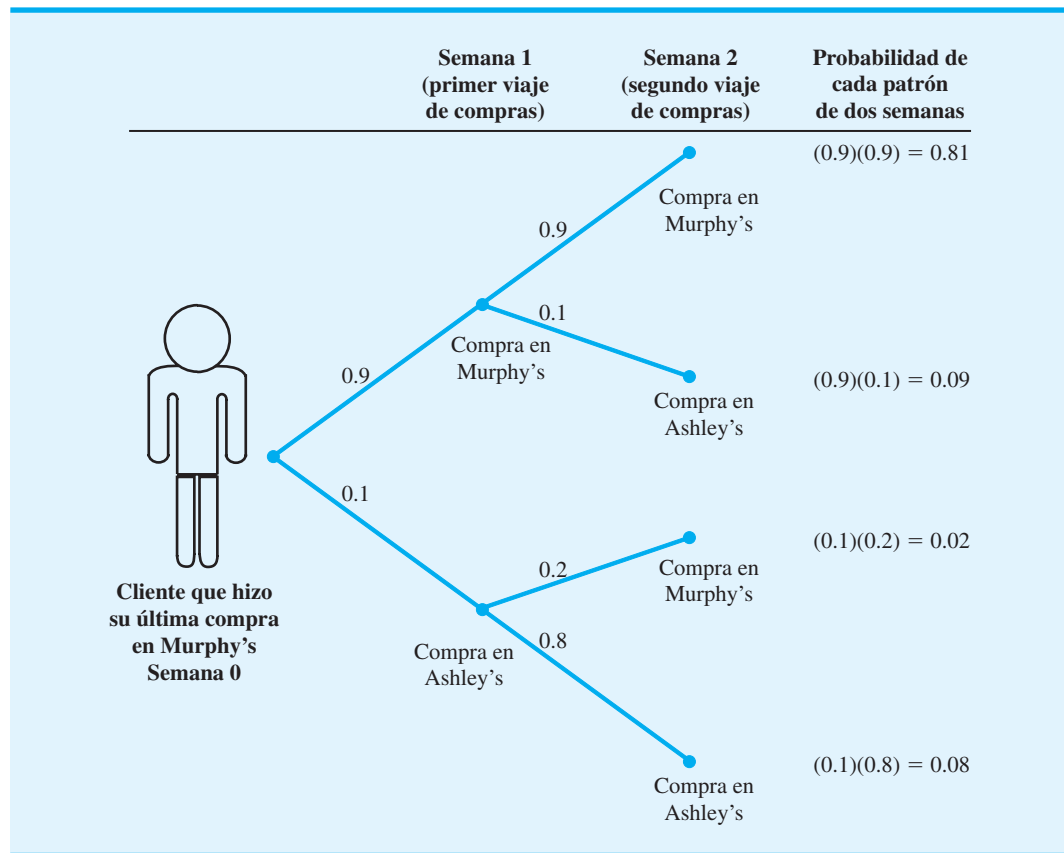 Semana 1
(primer viaje
de compras)
Semana 2
(segundo viaje
de compras)
Probabilidad de
cada patrón
de dos semanas
(0.9)(0.9) = 0.81
Compra en
Murphy's
0.9
0.1
Compra en
Murphy's
0.9
(0.9)(0.1) = 0.09
Compra en
Ashley's
0.1
(0.1)(0.2) = 0.02
0.2
Compra en
Murphy's
Cliente que hizo
su última compra
en Murphy's
Semana 0
0.8
Compra en
Ashley's
(0.1)(0.8) = 0.08
Compra en
Ashley's